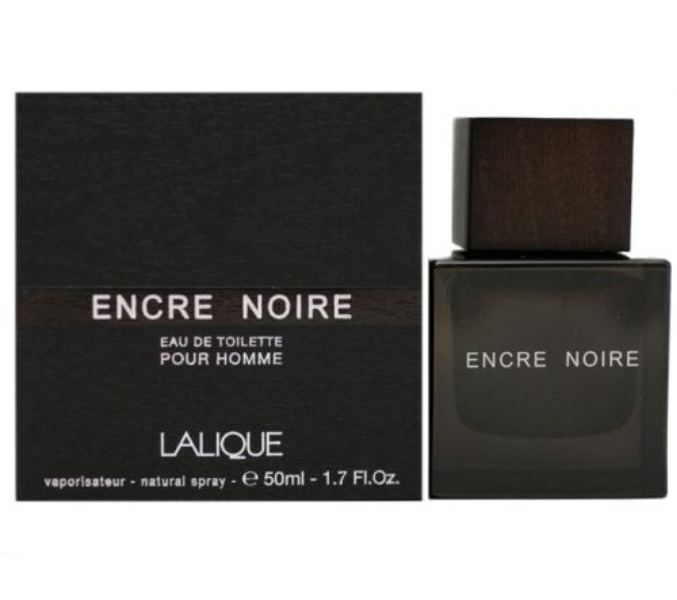 ENCRE NOIRE
EAU DE TOILETTE
POUR HOMME
LALIQUE
vaporisateur - natural spray - ℮ 50ml - 1.7 Fl.Oz.
ENCRE NOIRE